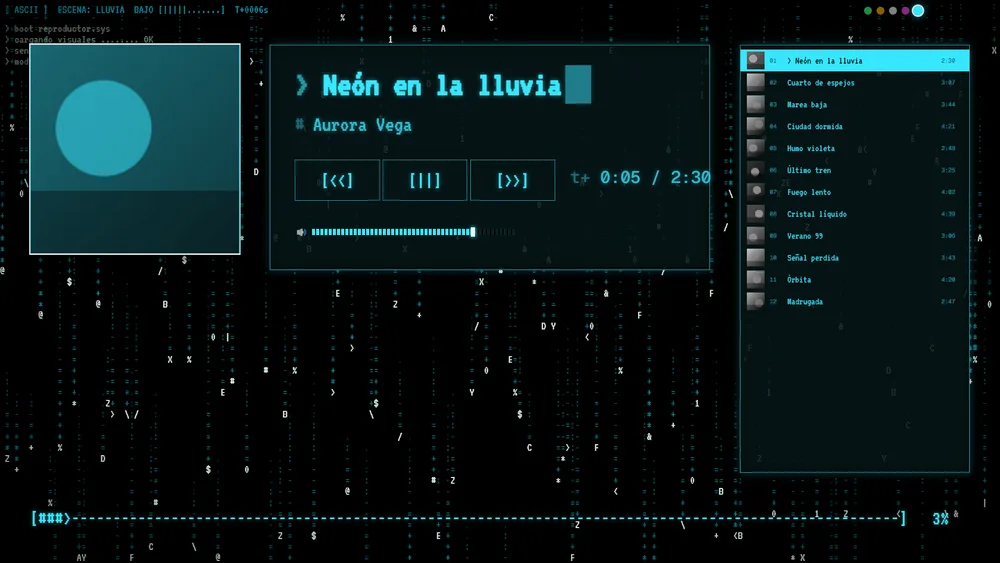 [ ASCII ]  ESCENA: LLUVIA  BAJO [|||||.......]  T+0006s
> boot reproductor.sys
> cargando visuales ........ OK
> Neón en la lluvia
# Aurora Vega
[<<] [||] [>>] t+ 0:05 / 2:30
01 > Neón en la lluvia 2:30
02 Cuarto de espejos 3:07
03 Marea baja 3:44
04 Ciudad dormida 4:21
05 Humo violeta 2:48
06 Último tren 3:25
07 Fuego lento 4:02
08 Cristal líquido 4:39
09 Verano 99 3:06
10 Señal perdida 3:43
11 Órbita 4:20
12 Madrugada 2:47
[###>--------------------------------------------------] 3%